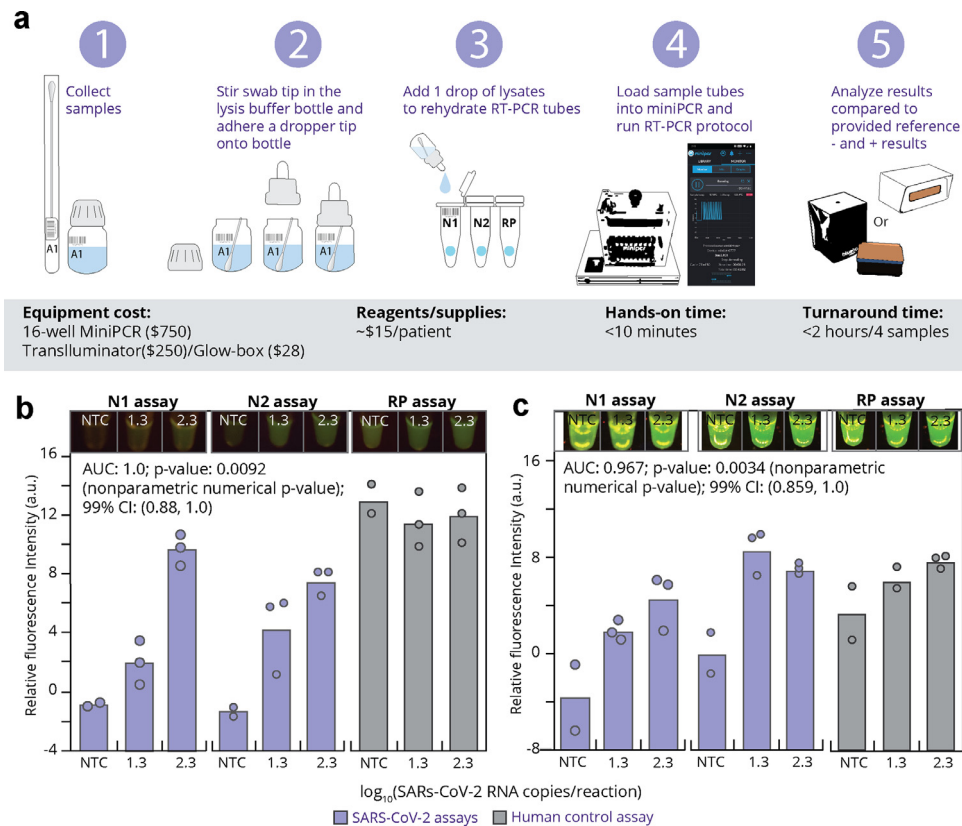 a
1
2
3
4
5
Collect
samples
Stir swab tip in the
lysis buffer bottle and
adhere a dropper tip
onto bottle
Add 1 drop of lysates
to rehydrate RT-PCR tubes
Load sample tubes
into miniPCR and
run RT-PCR protocol
Analyze results
compared to
provided reference
- and + results
A1
A1
A1
A1
A1
N1
N2
RP
LIBRARY
Or
Equipment cost:
16-well MiniPCR ($750)
Translluminator($250)/Glow-box ($28)
Reagents/supplies:
~$15/patient
Hands-on time:
<10 minutes
Turnaround time:
<2 hours/4 samples
b
N1 assay
N2 assay
RP assay
NTC 1.3 2.3
NTC 1.3 2.3
NTC 1.3 2.3
AUC: 1.0; p-value: 0.0092
(nonparametric numerical p-value);
99% CI: (0.88, 1.0)
Relative fluorescence Intensity (a.u.)
16
12
8
4
0
-4
NTC 1.3 2.3
NTC 1.3 2.3
NTC 1.3 2.3
c
N1 assay
N2 assay
RP assay
NTC 1.3 2.3
NTC 1.3 2.3
NTC 1.3 2.3
AUC: 0.967; p-value: 0.0034 (nonparametric
numerical p-value); 99% CI: (0.859, 1.0)
Relative fluorescence Intensity (a.u.)
16
8
0
-8
NTC 1.3 2.3
NTC 1.3 2.3
NTC 1.3 2.3
log10(SARs-CoV-2 RNA copies/reaction)
SARS-CoV-2 assays
Human control assay